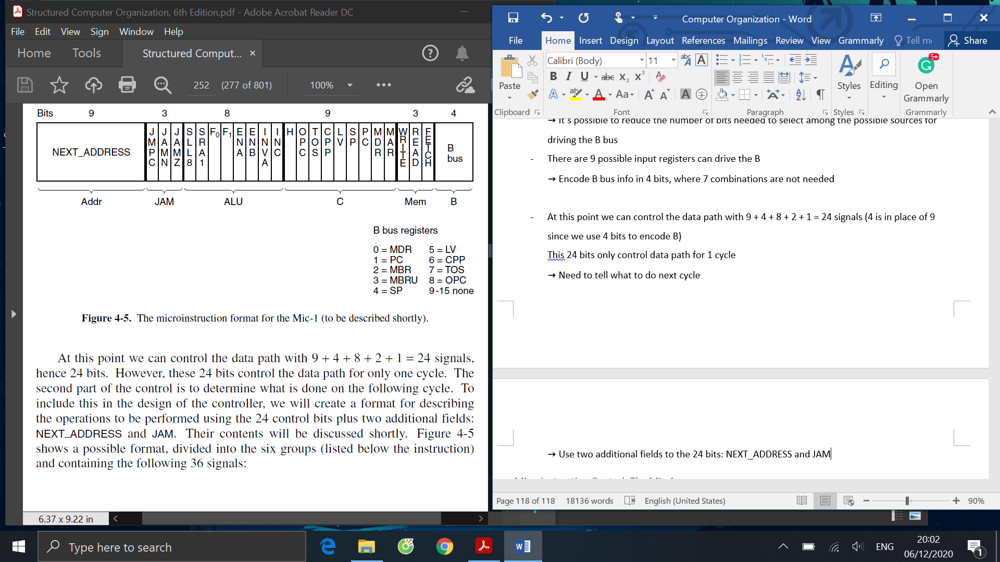 Structured Computer Organization, 6th Edition.pdf - Adobe Acrobat Reader DC
File Edit View Sign Window Help
Home Tools Structured Comput... ×
252 (277 of 801) 100%
Bits 9 3 8 9 3 4
NEXT_ADDRESS JMPC JAMN JAMZ SLL8 SRA1 F0 F1 ENA ENB INVA INC H OPC TOS CPP LV SP PC MDR MAR WRITE READ FETCH B bus
Addr JAM ALU C Mem B
B bus registers
0 = MDR 5 = LV
1 = PC 6 = CPP
2 = MBR 7 = TOS
3 = MBRU 8 = OPC
4 = SP 9-15 none
Figure 4-5. The microinstruction format for the Mic-1 (to be described shortly).
At this point we can control the data path with 9 + 4 + 8 + 2 + 1 = 24 signals,
hence 24 bits. However, these 24 bits control the data path for only one cycle. The
second part of the control is to determine what is done on the following cycle. To
include this in the design of the controller, we will create a format for describing
the operations to be performed using the 24 control bits plus two additional fields:
NEXT_ADDRESS and JAM. Their contents will be discussed shortly. Figure 4-5
shows a possible format, divided into the six groups (listed below the instruction)
and containing the following 36 signals:
6.37 x 9.22 in
Computer Organization - Word
File Home Insert Design Layout References Mailings Review View Grammarly Tell me Share
Paste Calibri (Body) 11 Styles Editing Open Grammarly
5+
Clipboard Font Paragraph Styles Grammarly
→ It's possible to reduce the number of bits needed to select among the possible sources for
driving the B bus
- There are 9 possible input registers can drive the B
→ Encode B bus info in 4 bits, where 7 combinations are not needed
- At this point we can control the data path with 9 + 4 + 8 + 2 + 1 = 24 signals (4 is in place of 9
since we use 4 bits to encode B)
This 24 bits only control data path for 1 cycle
→ Need to tell what to do next cycle
→ Use two additional fields to the 24 bits: NEXT_ADDRESS and JAM
Page 118 of 118 18136 words English (United States) 90%
Type here to search
ENG
20:02
06/12/2020
1